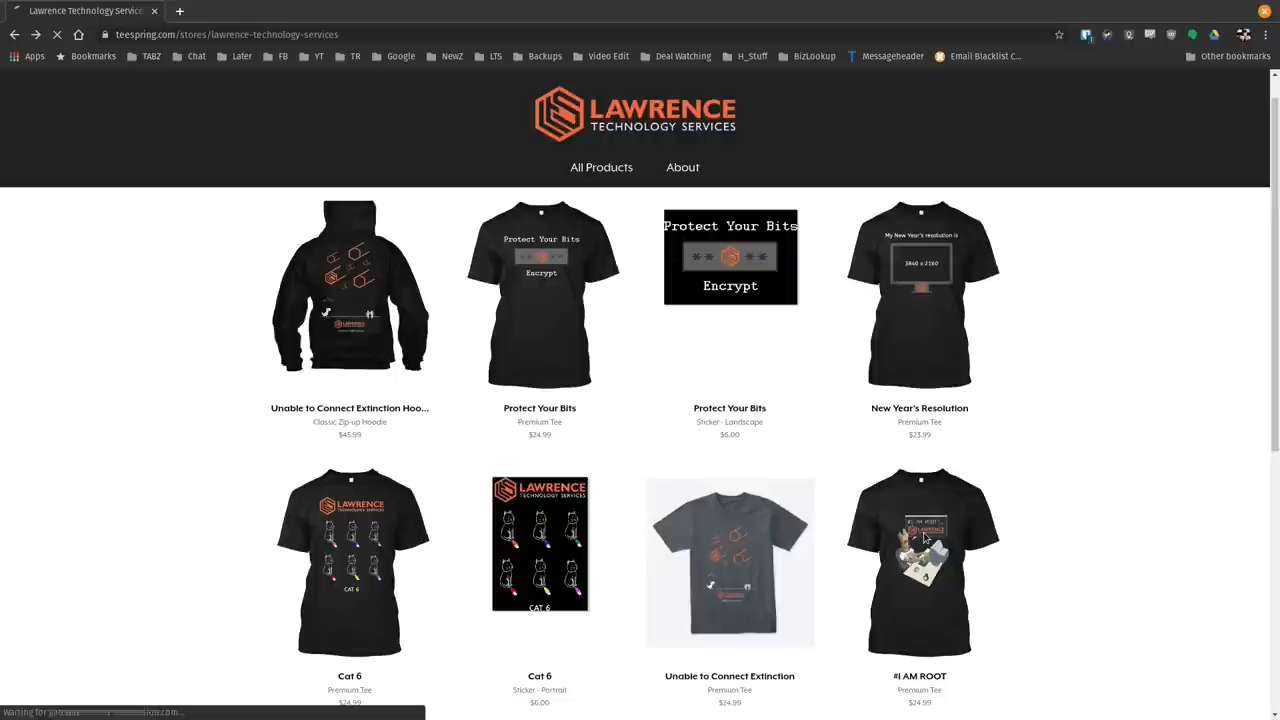 Lawrence Technology Service
teespring.com/stores/lawrence-technology-services
Apps Bookmarks TABZ Chat Later FB YT TR Google NewZ LTS Backups Video Edit Deal Watching H_Stuff BizLookup Messageheader Email Blacklist C... Other bookmarks
LAWRENCE
TECHNOLOGY SERVICES
All Products About
Protect Your Bits
Encrypt
Protect Your Bits
** **
Encrypt
My New Year's resolution is
3840 x 2160
Unable to Connect Extinction Hoo... Protect Your Bits Protect Your Bits New Year's Resolution
Classic Zip-up Hoodie Premium Tee Sticker - Landscape Premium Tee
$45.99 $24.99 $6.00 $23.99
LAWRENCE
TECHNOLOGY SERVICES
CAT 6
LAWRENCE
TECHNOLOGY SERVICES
CAT 6
LAWRENCE
Cat 6 Cat 6 Unable to Connect Extinction #I AM ROOT
Premium Tee Sticker - Portrait Premium Tee Premium Tee
$24.99 $6.00 $24.99 $24.99
Waiting for